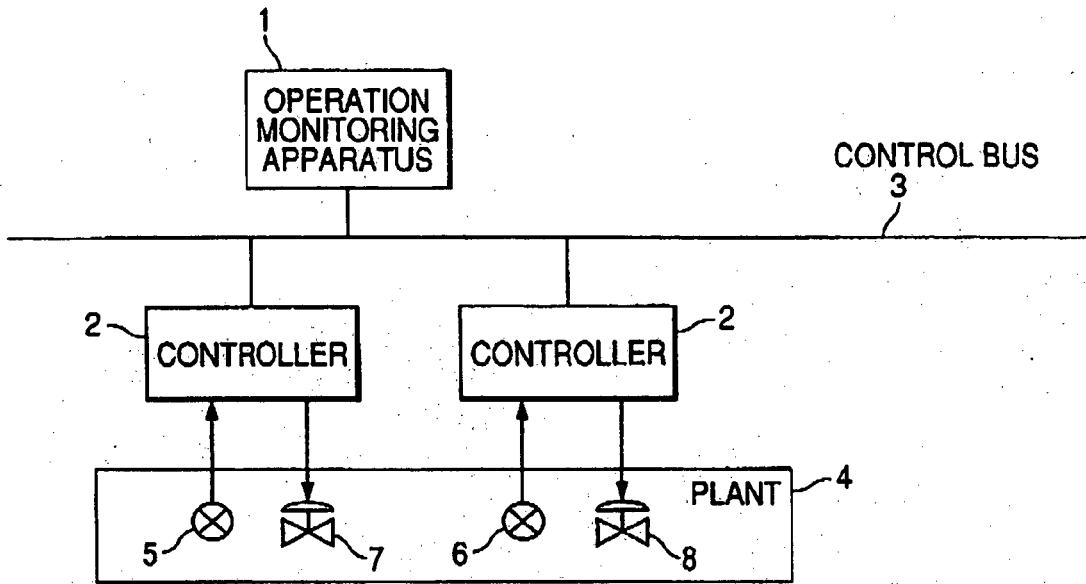 1
OPERATION
MONITORING
APPARATUS
CONTROL BUS
3
2
CONTROLLER
CONTROLLER
2
PLANT
4
5
7
6
8